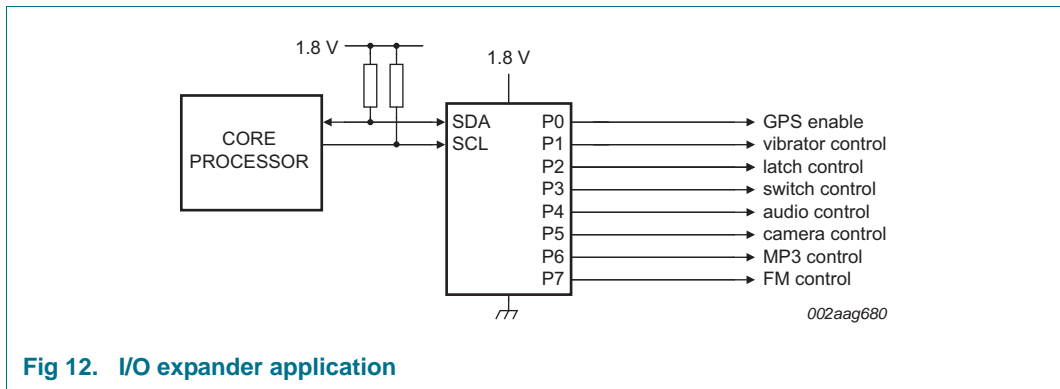 1.8 V
1.8 V
CORE
PROCESSOR
SDA
SCL
P0
P1
P2
P3
P4
P5
P6
P7
GPS enable
vibrator control
latch control
switch control
audio control
camera control
MP3 control
FM control
002aag680
Fig 12. I/O expander application